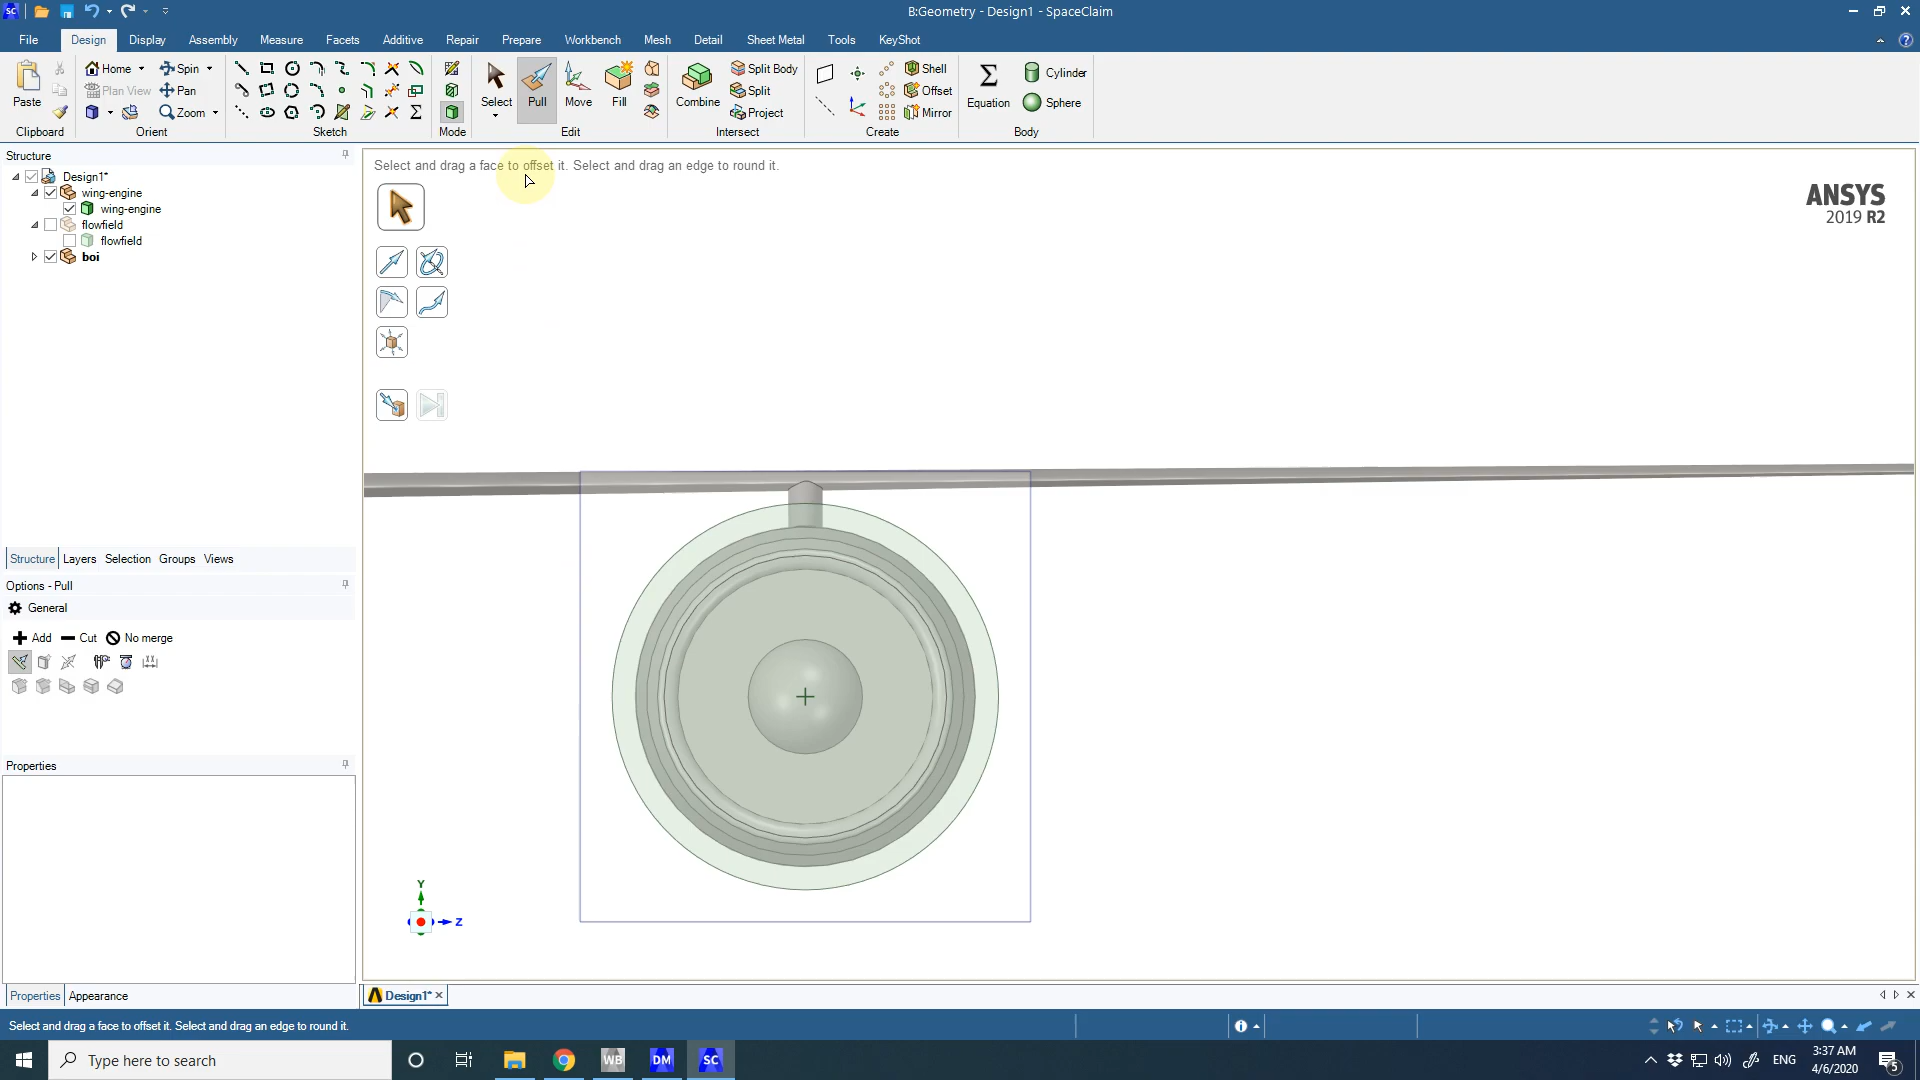 SC
B:Geometry - Design1 - SpaceClaim
File Design Display Assembly Measure Facets Additive Repair Prepare Workbench Mesh Detail Sheet Metal Tools KeyShot
Paste Home Spin Select Pull Move Fill Combine Split Body Shell Equation Cylinder
Plan View Pan Split Offset Sphere
Zoom Project Mirror
Clipboard Orient Sketch Mode Edit Intersect Create Body
Structure
Design1*
wing-engine
wing-engine
flowfield
flowfield
boi
Structure Layers Selection Groups Views
Options - Pull
General
Add Cut No merge
Properties
Properties Appearance
Select and drag a face to offset it. Select and drag an edge to round it.
ANSYS
2019 R2
Y
Z
Design1*
Select and drag a face to offset it. Select and drag an edge to round it.
Type here to search
WB DM SC
ENG
3:37 AM
4/6/2020
5